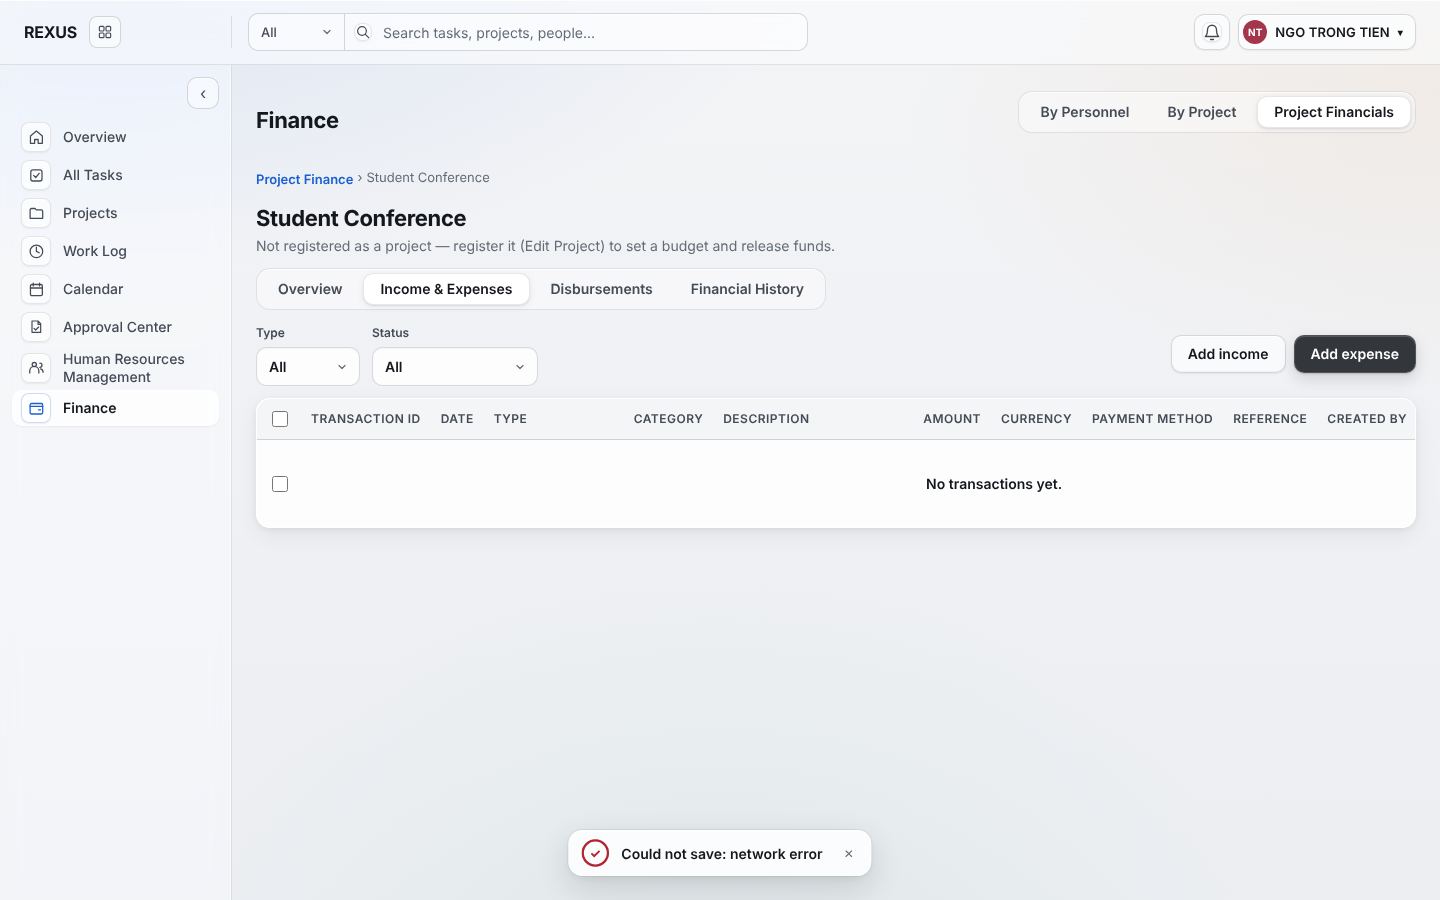 REXUS
All
Search tasks, projects, people...
NT
NGO TRONG TIEN
Overview
All Tasks
Projects
Work Log
Calendar
Approval Center
Human Resources
Management
Finance
Finance
By Personnel
By Project
Project Financials
Project Finance › Student Conference
Student Conference
Not registered as a project — register it (Edit Project) to set a budget and release funds.
Overview
Income & Expenses
Disbursements
Financial History
Type
Status
All
All
Add income
Add expense
TRANSACTION ID DATE TYPE CATEGORY DESCRIPTION AMOUNT CURRENCY PAYMENT METHOD REFERENCE CREATED BY
No transactions yet.
Could not save: network error